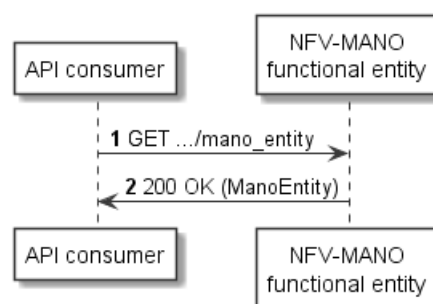 API consumer
NFV-MANO
functional entity
1 GET .../mano_entity
2 200 OK (ManoEntity)
API consumer
NFV-MANO
functional entity